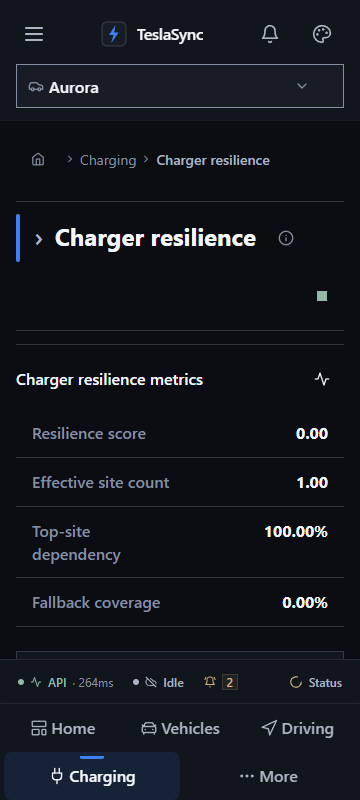 TeslaSync
Aurora
Charging
Charger resilience
Charger resilience
Charger resilience metrics
Resilience score 0.00
Effective site count 1.00
Top-site dependency 100.00%
Fallback coverage 0.00%
API · 264ms Idle 2 Status
Home Vehicles Driving
Charging More